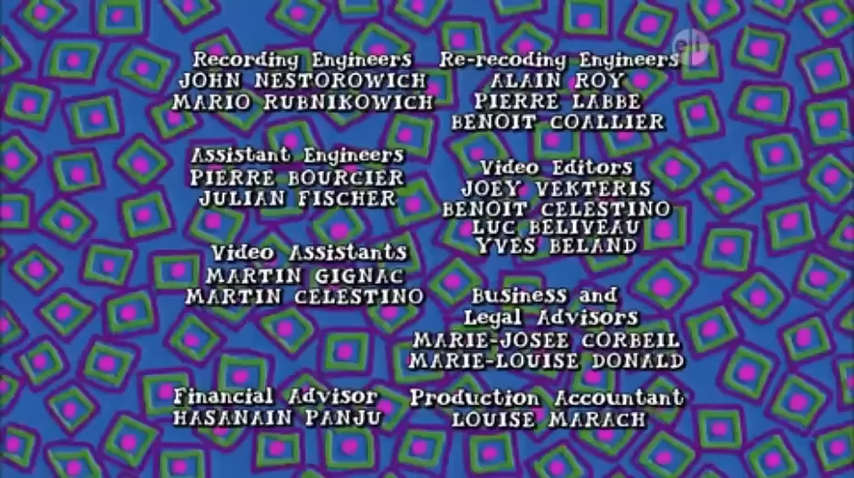 Recording Engineers
JOHN NESTOROWICH
MARIO RUBNIKOWICH
Assistant Engineers
PIERRE BOURCIER
JULIAN FISCHER
Video Assistants
MARTIN GIGNAC
MARTIN CELESTINO
Financial Advisor
HASANAIN PANJU
Re-recoding Engineers
ALAIN ROY
PIERRE LABBE
BENOIT COALLIER
Video Editors
JOEY VEKTERIS
BENOIT CELESTINO
LUC BELIVEAU
YVES BELAND
Business and
Legal Advisors
MARIE-JOSEE CORBEIL
MARIE-LOUISE DONALD
Production Accountant
LOUISE MARACH